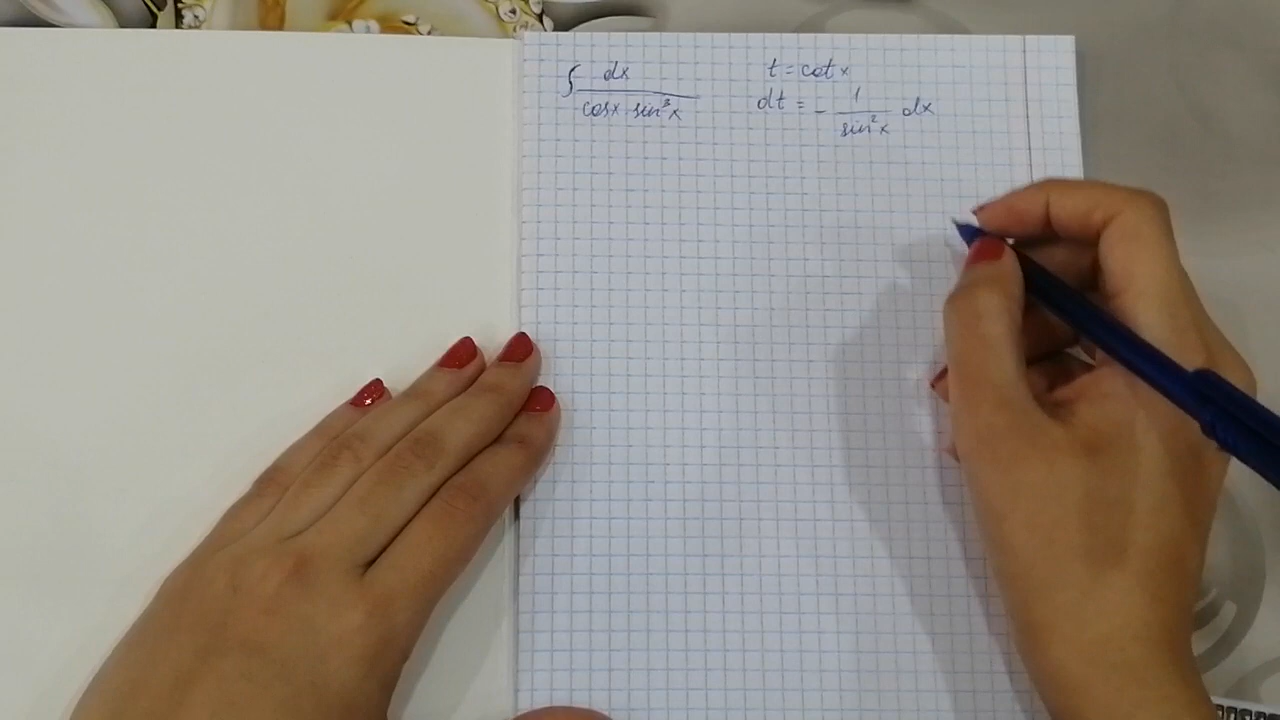 ∫ dx / (cosx · sin³x)
t = cot x
dt = - 1 / (sin²x) dx